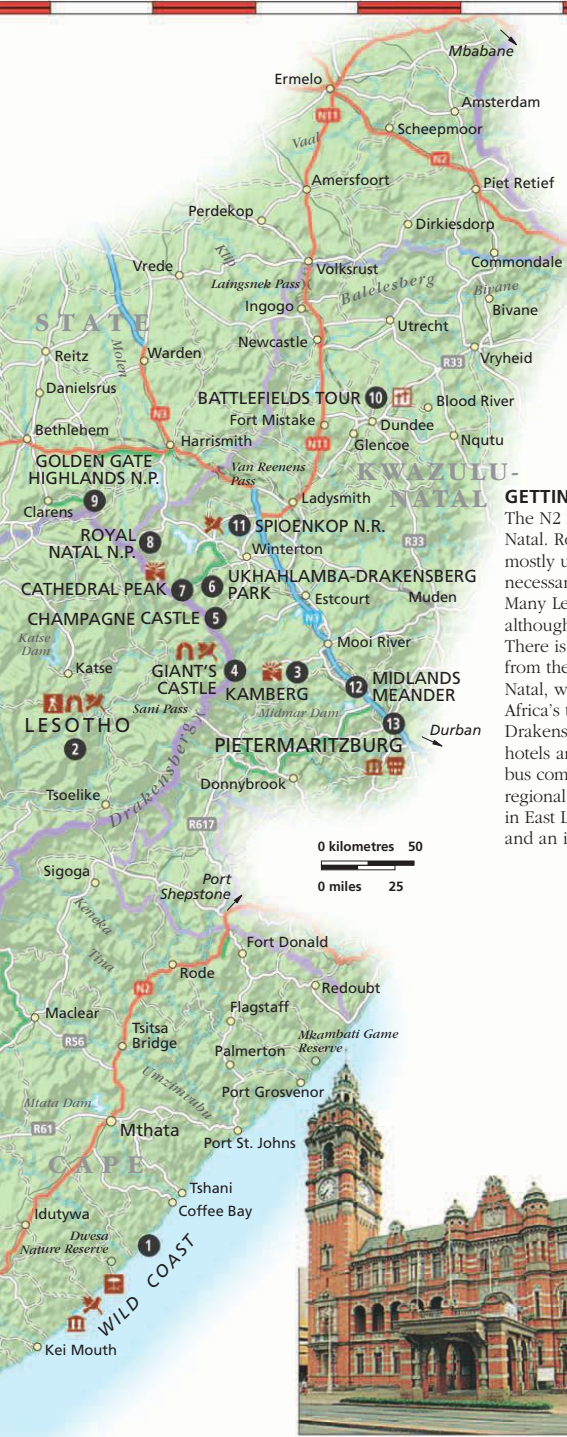 Mbabane
Ermelo
Amsterdam
N11
Scheepmoor
Vaal
N2
Amersfoort
Piet Retief
Perdekop
Dirkiesdorp
Klip
Vrede
Volksrust
Commondale
Laingsnek Pass
Balelesberg
Bivane
Ingogo
Bivane
STATE
Utrecht
Newcastle
Molen
Reitz
Warden
Vryheid
R33
Danielsrus
BATTLEFIELDS TOUR 10
Blood River
N3
Fort Mistake
Dundee
Bethlehem
Harrismith
N11
Glencoe
Nqutu
GOLDEN GATE
HIGHLANDS N.P.
Van Reenens
Pass
KWAZULU-
NATAL
9
Ladysmith
Clarens
ROYAL
NATAL N.P.
8
11 SPIOENKOP N.R.
R33
Winterton
CATHEDRAL PEAK 7
6 UKHAHLAMBA-DRAKENSBERG
PARK
Estcourt
Muden
CHAMPAGNE CASTLE 5
N3
Katse
Dam
Mooi River
Katse
GIANT'S
CASTLE
4
3
KAMBERG
12 MIDLANDS
MEANDER
Sani Pass
Midmar Dam
LESOTHO
2
13
Durban
PIETERMARITZBURG
Drakensberg
Donnybrook
Tsoelike
R617
0 kilometres 50
0 miles 25
Sigoga
Port
Shepstone
Keneka
Tina
Fort Donald
Rode
N2
Redoubt
Flagstaff
Maclear
Tsitsa
Bridge
Mkambati Game
Reserve
R56
Palmerton
Umzimvubu
Port Grosvenor
Mtata Dam
R61
Mthata
Port St. Johns
CAPE
Tshani
Coffee Bay
Idutywa
Dwesa
Nature Reserve
1
WILD COAST
Kei Mouth
GETTIN
The N2
Natal. Ro
mostly u
necessar
Many Le
although
There is
from the
Natal, w
Africa's t
Drakens
hotels ar
bus com
regional
in East L
and an i